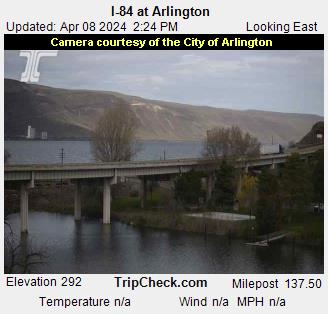 I-84 at Arlington
Updated: Apr 08 2024 2:24 PM Looking East
Camera courtesy of the City of Arlington
Elevation 292 TripCheck.com Milepost 137.50
Temperature n/a Wind n/a MPH n/a